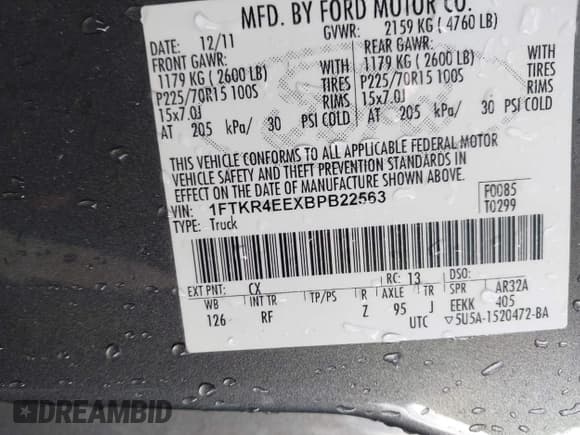 MFD. BY FORD MOTOR CO.
DATE: 12/11 GVWR: 2159 KG ( 4760 LB)
FRONT GAWR: REAR GAWR:
1179 KG ( 2600 LB) WITH 1179 KG ( 2600 LB) WITH
P225/70R15 100S TIRES P225/70R15 100S TIRES
15x7.0J RIMS 15x7.0J RIMS
AT 205 kPa/ 30 PSI COLD AT 205 kPa/ 30 PSI COLD
THIS VEHICLE CONFORMS TO ALL APPLICABLE FEDERAL MOTOR
VEHICLE SAFETY AND THEFT PREVENTION STANDARDS IN
EFFECT ON THE DATE OF MANUFACTURE SHOWN ABOVE.
VIN: 1FTKR4EEXBPB22563 F0085
TYPE: Truck T0299
EXT PNT: CX RC: 13 DSO:
WB INT TR TP/PS R AXLE TR SPR AR32A
126 RF Z 95 J EEKK 405
UTC ▽5U5A-1520472-BA
DREAMBID